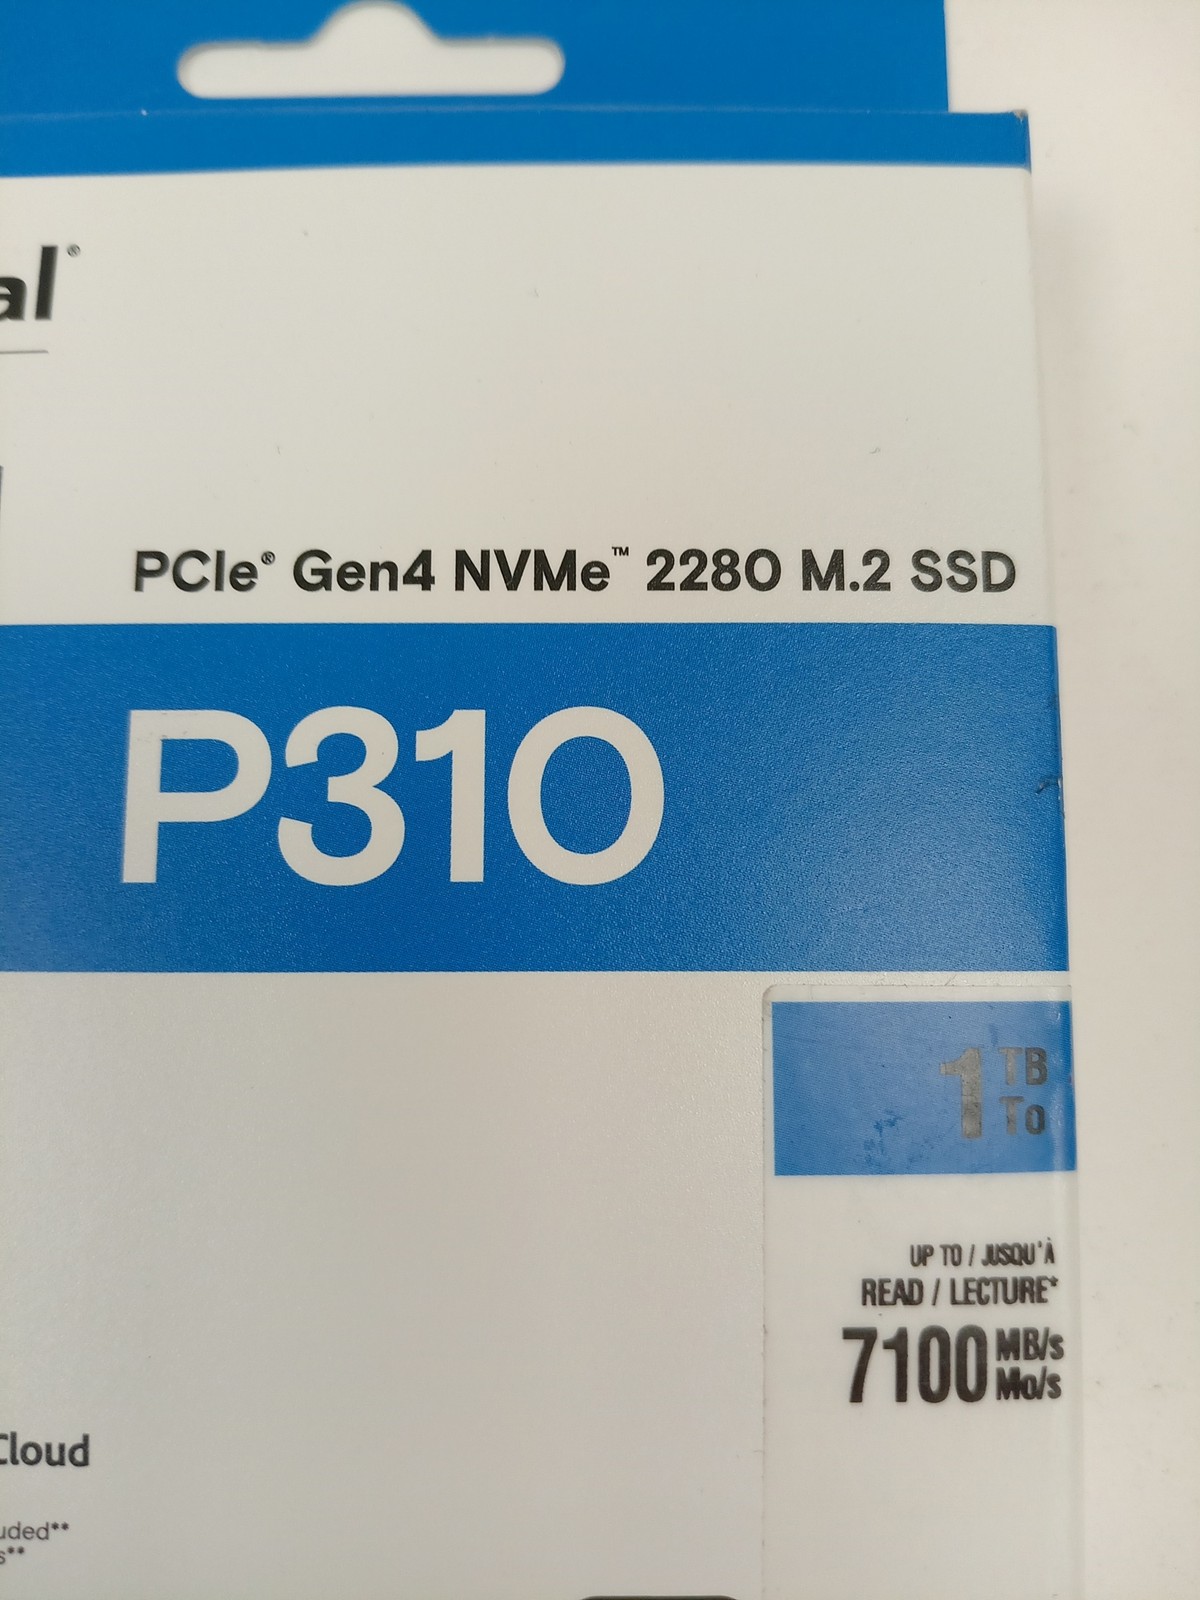 al®
PCIe® Gen4 NVMe™ 2280 M.2 SSD
P310
1 TB
To
UP TO / JUSQU'À
READ / LECTURE*
7100 MB/s
Mo/s
Cloud
uded**
s**